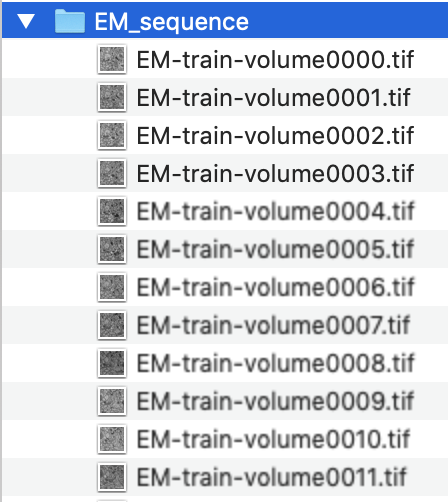 EM_sequence
EM-train-volume0000.tif
EM-train-volume0001.tif
EM-train-volume0002.tif
EM-train-volume0003.tif
EM-train-volume0004.tif
EM-train-volume0005.tif
EM-train-volume0006.tif
EM-train-volume0007.tif
EM-train-volume0008.tif
EM-train-volume0009.tif
EM-train-volume0010.tif
EM-train-volume0011.tif